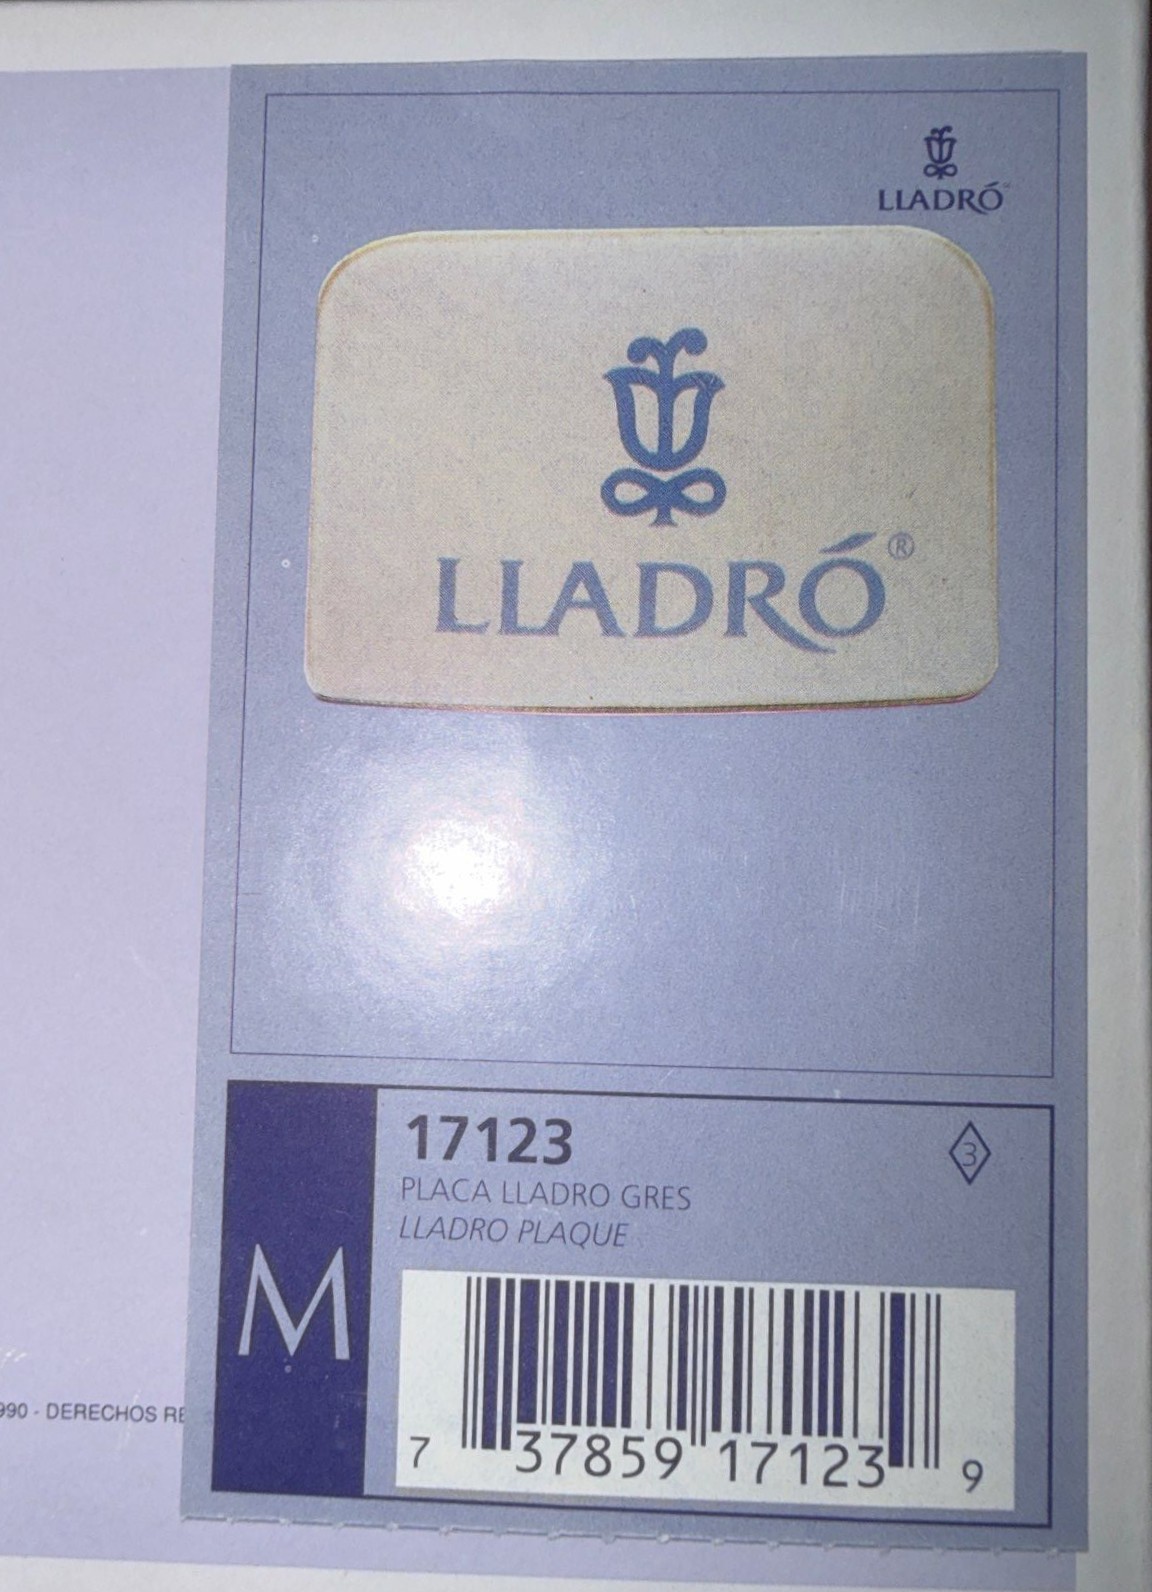 LLADRÓ
LLADRÓ®
17123
3
PLACA LLADRO GRES
LLADRO PLAQUE
M
990 - DERECHOS RE
7 37859 17123 9